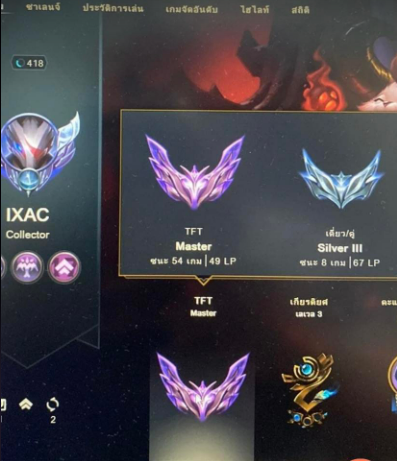 ชาเลนจ์ ประวัติการเล่น เกมจัดอันดับ ไฮไลท์ สถิติ
418
IXAC
Collector
TFT
Master
ชนะ 54 เกม | 49 LP
เดี่ยว/คู่
Silver III
ชนะ 8 เกม | 67 LP
TFT
Master
เกียรติยศ
เลเวล 3
2